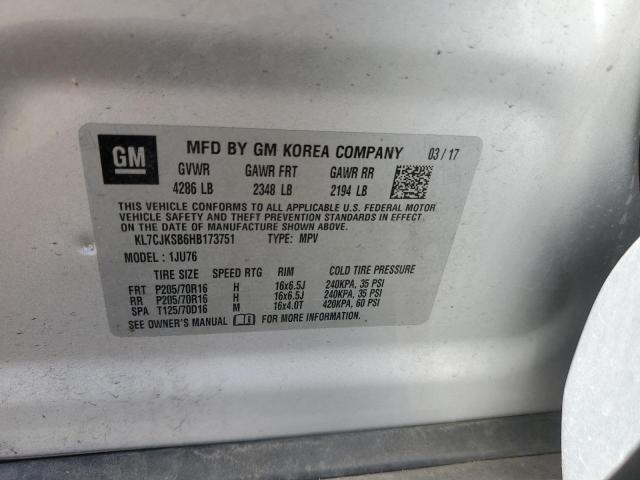 GM
MFD BY GM KOREA COMPANY 03/17
GVWR GAWR FRT GAWR RR
4286 LB 2348 LB 2194 LB
THIS VEHICLE CONFORMS TO ALL APPLICABLE U.S. FEDERAL MOTOR
VEHICLE SAFETY AND THEFT PREVENTION STANDARDS IN EFFECT
ON THE DATE OF MANUFACTURE SHOWN ABOVE.
KL7CJKSB6HB173751 TYPE: MPV
MODEL : 1JU76
TIRE SIZE SPEED RTG RIM COLD TIRE PRESSURE
FRT P205/70R16 H 16x6.5J 240KPA, 35 PSI
RR P205/70R16 H 16x6.5J 240KPA, 35 PSI
SPA T125/70D16 M 16x4.0T 420KPA, 60 PSI
SEE OWNER'S MANUAL FOR MORE INFORMATION.